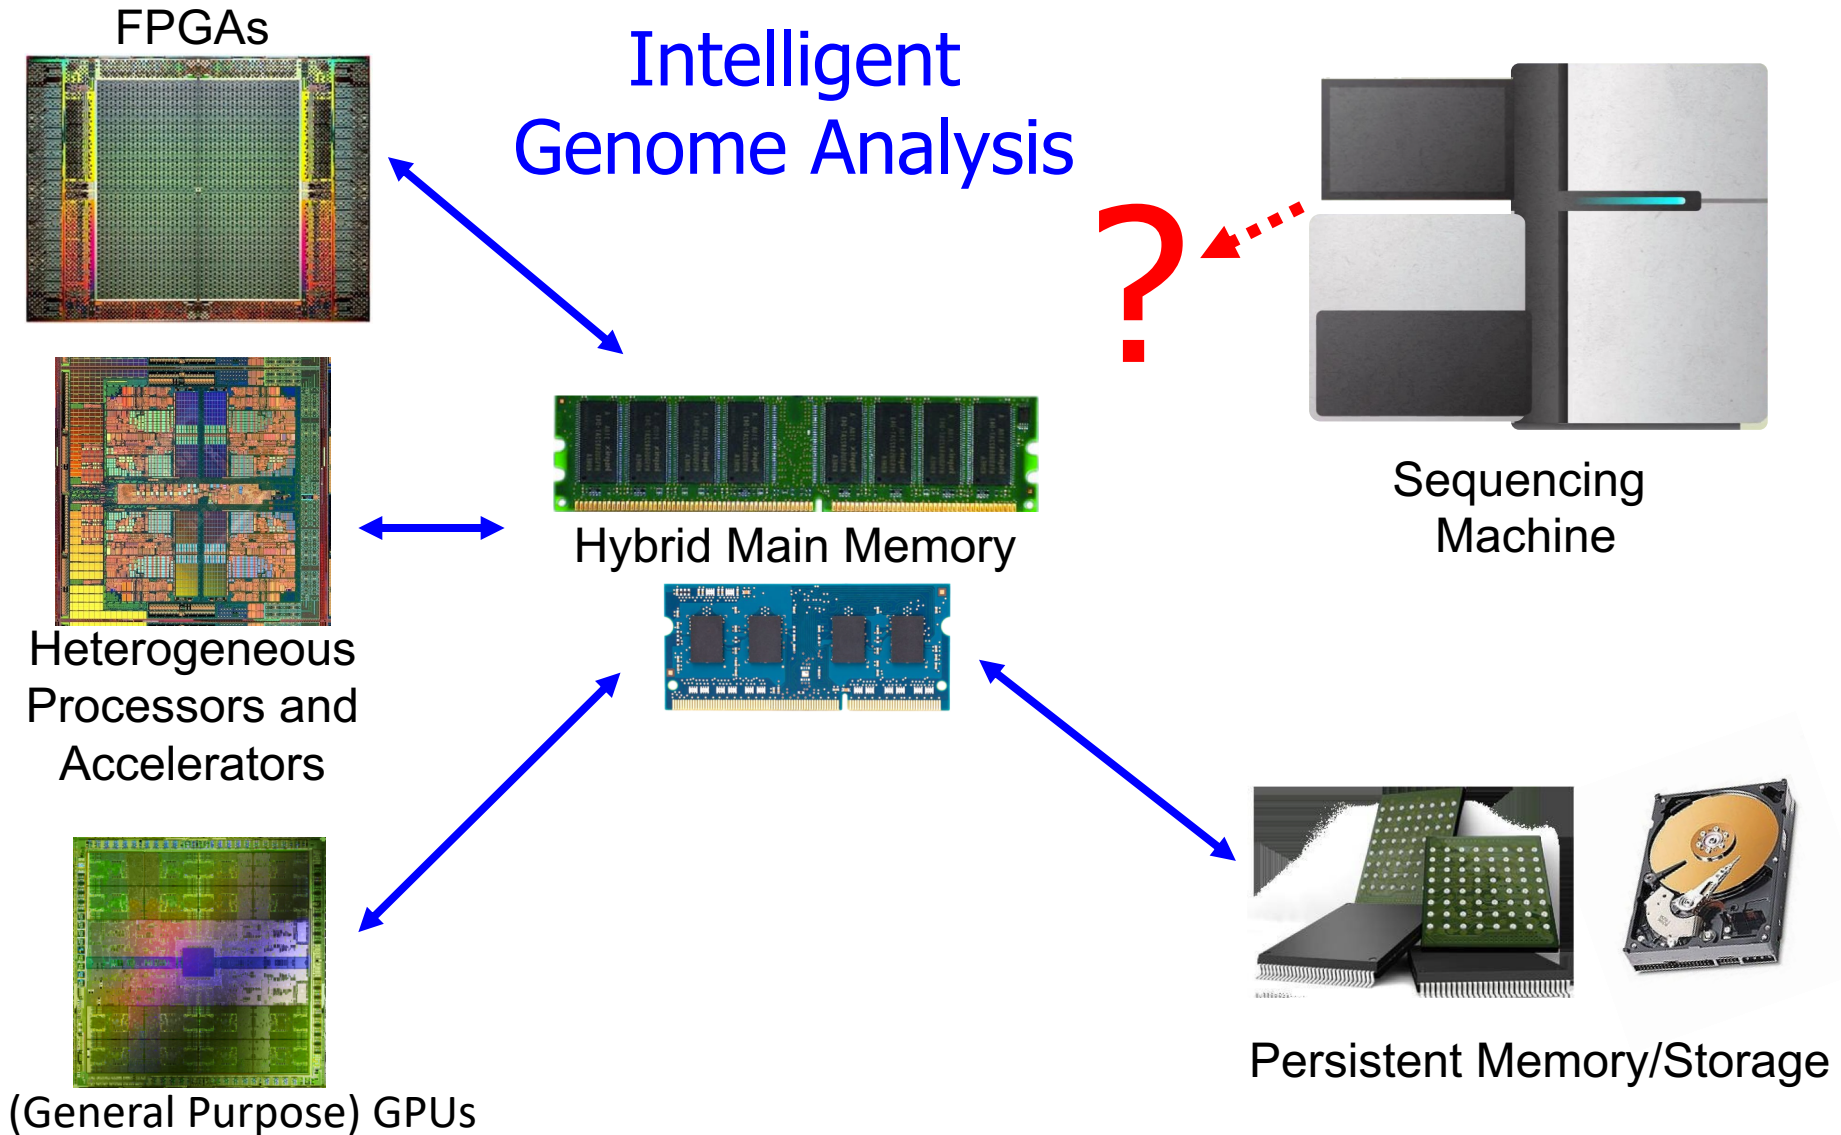 FPGAs
Intelligent
Genome Analysis
?
Sequencing
Machine
Hybrid Main Memory
Heterogeneous
Processors and
Accelerators
Persistent Memory/Storage
(General Purpose) GPUs